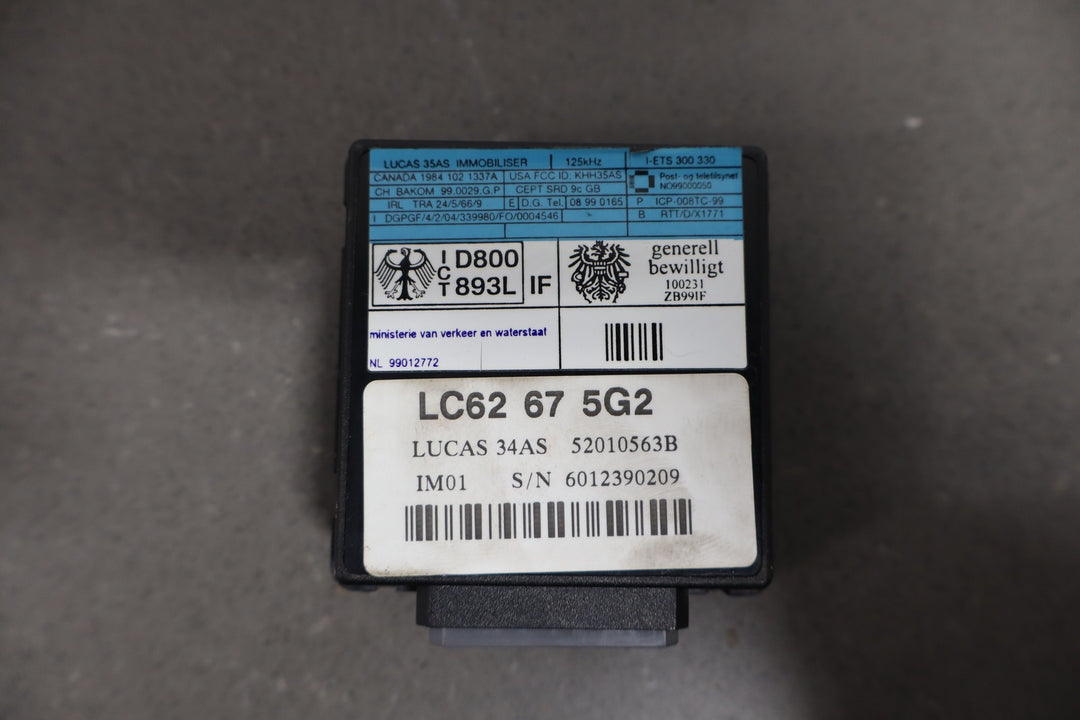 LUCAS 35AS IMMOBILISER 125kHz I-ETS 300 330
CANADA 1984 102 1337A USA FCC ID: KHH35AS Post- og teletilsynet
NO99000050
CH BAKOM 99.0029.G.P CEPT SRD 9c GB
IRL TRA 24/5/66/9 E D.G. Tel. 08 99 0165 P ICP-008TC-99
I DGPGF/4/2/04/339980/FO/0004546 B RTT/D/X1771
ICT D800
893L IF
generell
bewilligt
100231
ZB99IF
ministerie van verkeer en waterstaat
NL 99012772
LC62 67 5G2
LUCAS 34AS 52010563B
IM01 S/N 6012390209